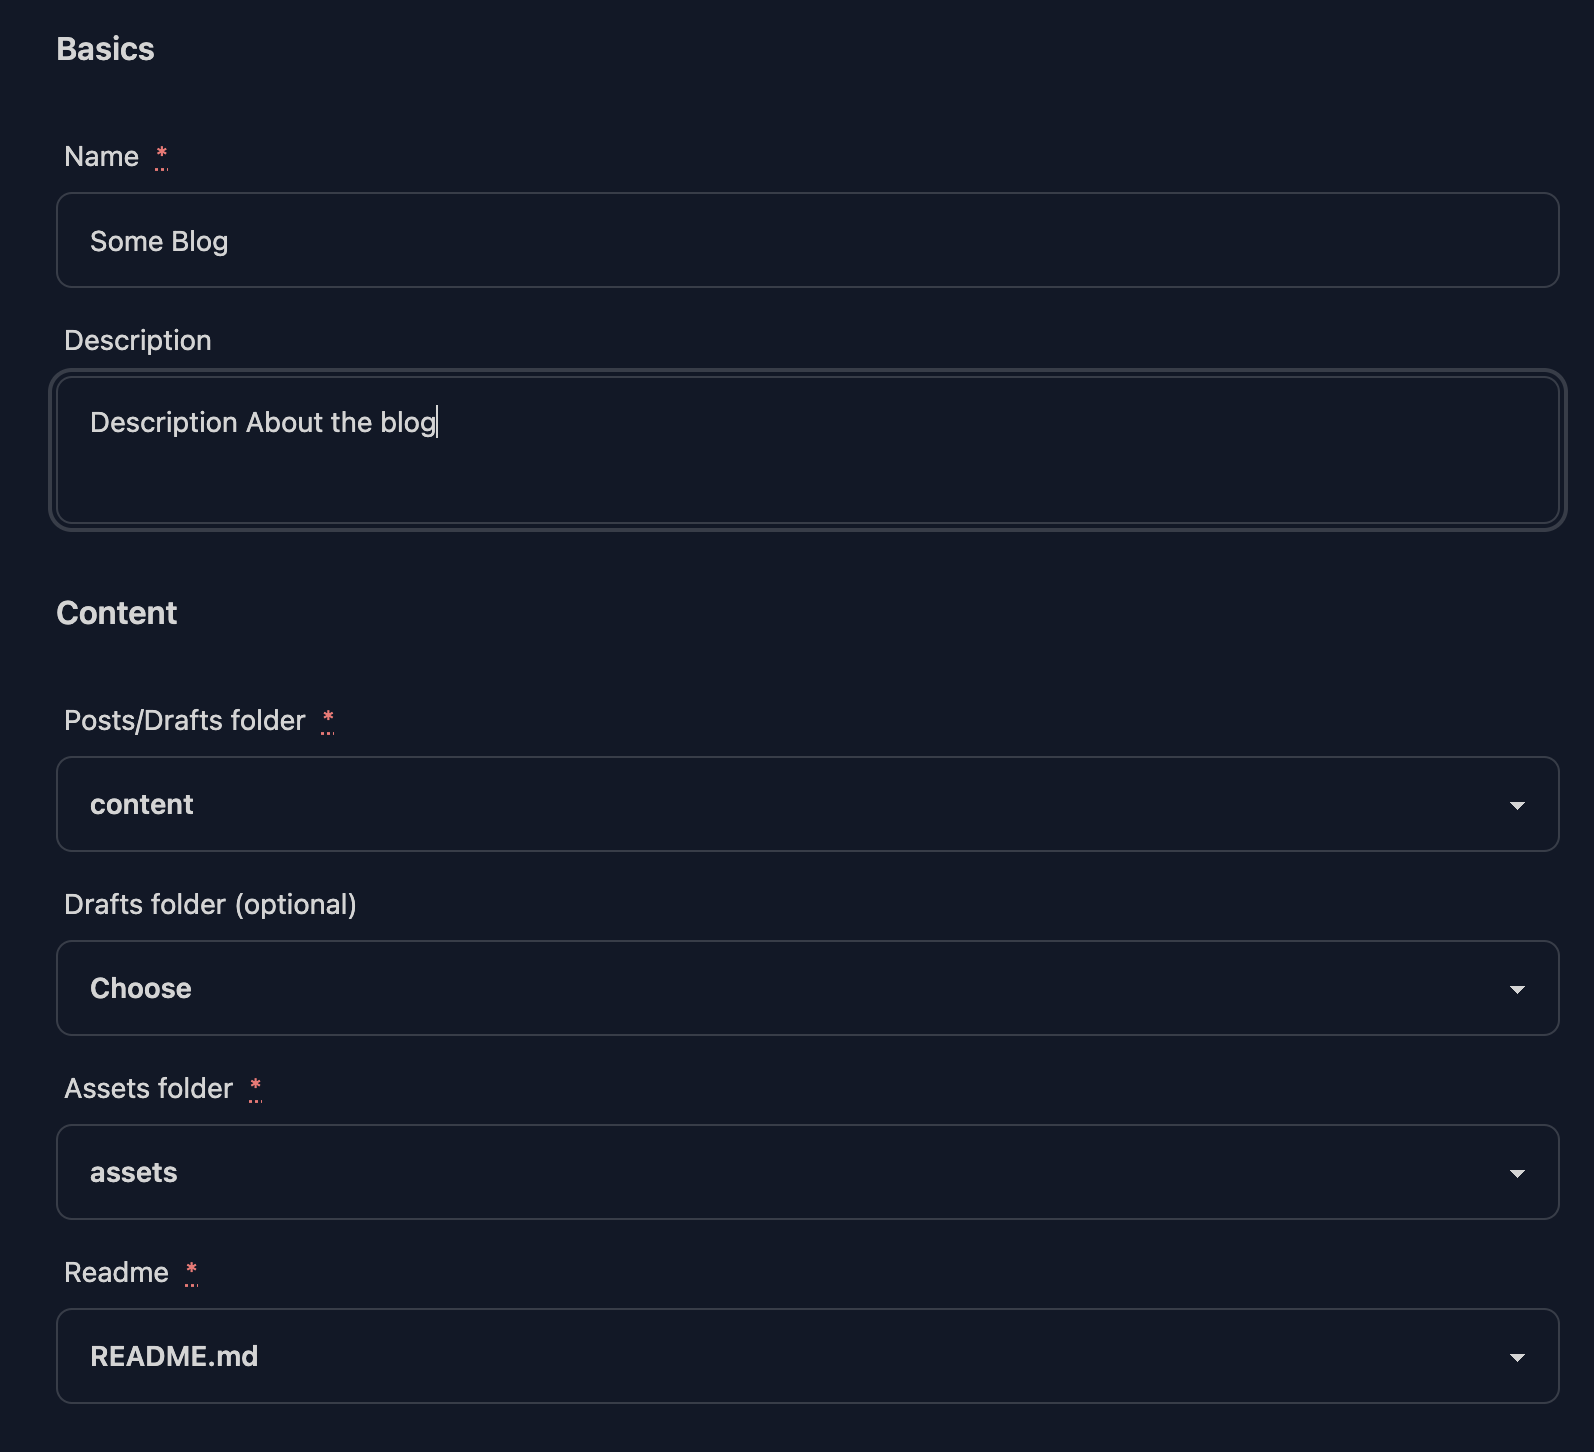 Basics
Name *
Some Blog
Description
Description About the blog
Content
Posts/Drafts folder *
content
Drafts folder (optional)
Choose
Assets folder *
assets
Readme *
README.md